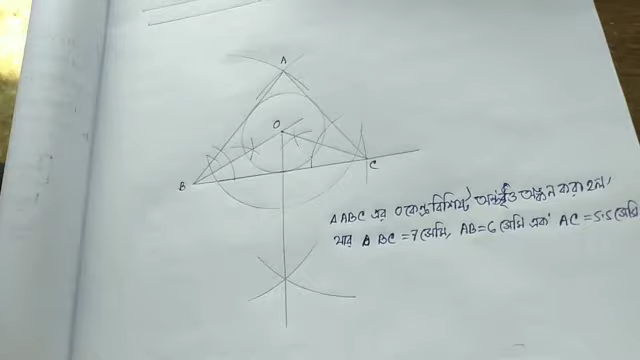 A
O
B
C
Δ ABC এর O কেন্দ্রবিশিষ্ট অন্তর্বৃত্ত অঙ্কন করা হল।
যার Δ BC = 7 সেমি, AB = 6 সেমি এবং AC = 5.5 সেমি